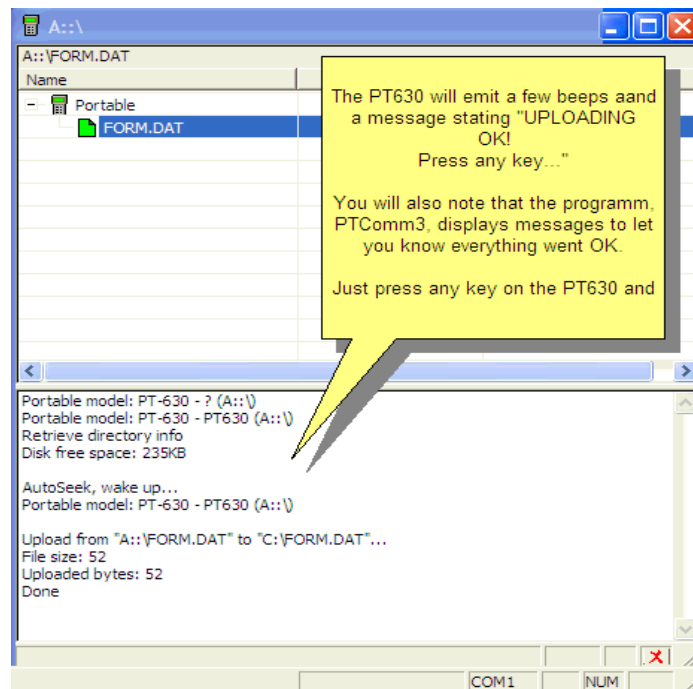 A::\
A::\FORM.DAT
Name
Portable
FORM.DAT
The PT630 will emit a few beeps aand
a message stating "UPLOADING
OK!
Press any key..."
You will also note that the programm,
PTComm3, displays messages to let
you know everything went OK.
Just press any key on the PT630 and
Portable model: PT-630 - ? (A::\)
Portable model: PT-630 - PT630 (A::\)
Retrieve directory info
Disk free space: 235KB
AutoSeek, wake up...
Portable model: PT-630 - PT630 (A::\)
Upload from "A::\FORM.DAT" to "C:\FORM.DAT"...
File size: 52
Uploaded bytes: 52
Done
COM1
NUM